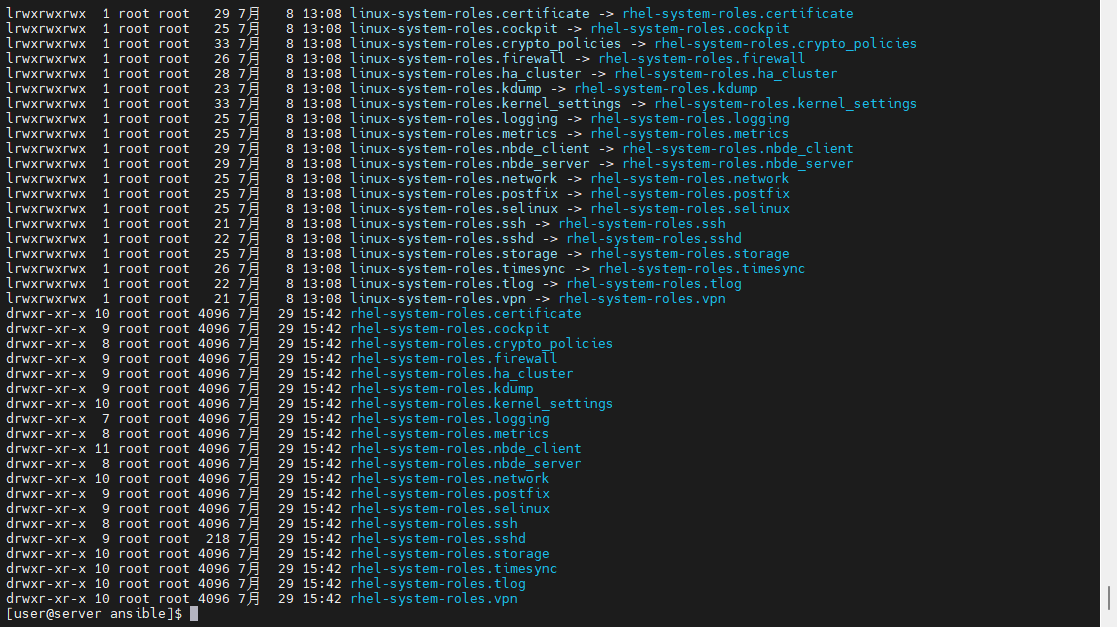 lrwxrwxrwx  1 root root   29 7月   8 13:08 linux-system-roles.certificate -> rhel-system-roles.certificate
lrwxrwxrwx  1 root root   25 7月   8 13:08 linux-system-roles.cockpit -> rhel-system-roles.cockpit
lrwxrwxrwx  1 root root   33 7月   8 13:08 linux-system-roles.crypto_policies -> rhel-system-roles.crypto_policies
lrwxrwxrwx  1 root root   26 7月   8 13:08 linux-system-roles.firewall -> rhel-system-roles.firewall
lrwxrwxrwx  1 root root   28 7月   8 13:08 linux-system-roles.ha_cluster -> rhel-system-roles.ha_cluster
lrwxrwxrwx  1 root root   23 7月   8 13:08 linux-system-roles.kdump -> rhel-system-roles.kdump
lrwxrwxrwx  1 root root   33 7月   8 13:08 linux-system-roles.kernel_settings -> rhel-system-roles.kernel_settings
lrwxrwxrwx  1 root root   25 7月   8 13:08 linux-system-roles.logging -> rhel-system-roles.logging
lrwxrwxrwx  1 root root   25 7月   8 13:08 linux-system-roles.metrics -> rhel-system-roles.metrics
lrwxrwxrwx  1 root root   29 7月   8 13:08 linux-system-roles.nbde_client -> rhel-system-roles.nbde_client
lrwxrwxrwx  1 root root   29 7月   8 13:08 linux-system-roles.nbde_server -> rhel-system-roles.nbde_server
lrwxrwxrwx  1 root root   25 7月   8 13:08 linux-system-roles.network -> rhel-system-roles.network
lrwxrwxrwx  1 root root   25 7月   8 13:08 linux-system-roles.postfix -> rhel-system-roles.postfix
lrwxrwxrwx  1 root root   25 7月   8 13:08 linux-system-roles.selinux -> rhel-system-roles.selinux
lrwxrwxrwx  1 root root   21 7月   8 13:08 linux-system-roles.ssh -> rhel-system-roles.ssh
lrwxrwxrwx  1 root root   22 7月   8 13:08 linux-system-roles.sshd -> rhel-system-roles.sshd
lrwxrwxrwx  1 root root   25 7月   8 13:08 linux-system-roles.storage -> rhel-system-roles.storage
lrwxrwxrwx  1 root root   26 7月   8 13:08 linux-system-roles.timesync -> rhel-system-roles.timesync
lrwxrwxrwx  1 root root   22 7月   8 13:08 linux-system-roles.tlog -> rhel-system-roles.tlog
lrwxrwxrwx  1 root root   21 7月   8 13:08 linux-system-roles.vpn -> rhel-system-roles.vpn
drwxr-xr-x 10 root root 4096 7月  29 15:42 rhel-system-roles.certificate
drwxr-xr-x  9 root root 4096 7月  29 15:42 rhel-system-roles.cockpit
drwxr-xr-x  8 root root 4096 7月  29 15:42 rhel-system-roles.crypto_policies
drwxr-xr-x  9 root root 4096 7月  29 15:42 rhel-system-roles.firewall
drwxr-xr-x  9 root root 4096 7月  29 15:42 rhel-system-roles.ha_cluster
drwxr-xr-x  9 root root 4096 7月  29 15:42 rhel-system-roles.kdump
drwxr-xr-x 10 root root 4096 7月  29 15:42 rhel-system-roles.kernel_settings
drwxr-xr-x  7 root root 4096 7月  29 15:42 rhel-system-roles.logging
drwxr-xr-x  8 root root 4096 7月  29 15:42 rhel-system-roles.metrics
drwxr-xr-x 11 root root 4096 7月  29 15:42 rhel-system-roles.nbde_client
drwxr-xr-x  8 root root 4096 7月  29 15:42 rhel-system-roles.nbde_server
drwxr-xr-x 10 root root 4096 7月  29 15:42 rhel-system-roles.network
drwxr-xr-x  9 root root 4096 7月  29 15:42 rhel-system-roles.postfix
drwxr-xr-x  9 root root 4096 7月  29 15:42 rhel-system-roles.selinux
drwxr-xr-x  8 root root 4096 7月  29 15:42 rhel-system-roles.ssh
drwxr-xr-x  9 root root  218 7月  29 15:42 rhel-system-roles.sshd
drwxr-xr-x 10 root root 4096 7月  29 15:42 rhel-system-roles.storage
drwxr-xr-x 10 root root 4096 7月  29 15:42 rhel-system-roles.timesync
drwxr-xr-x 10 root root 4096 7月  29 15:42 rhel-system-roles.tlog
drwxr-xr-x 10 root root 4096 7月  29 15:42 rhel-system-roles.vpn
[user@server ansible]$